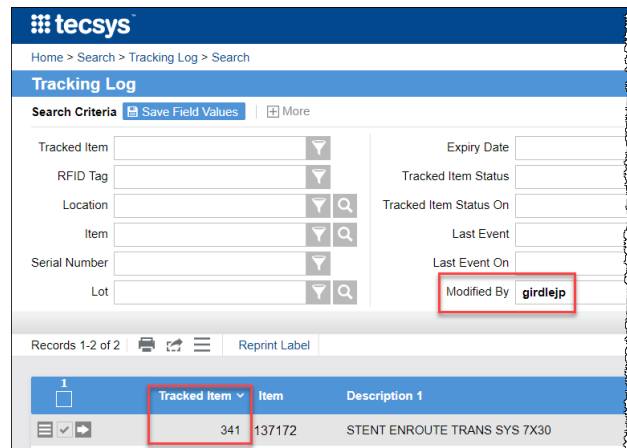 tecsys
Home > Search > Tracking Log > Search
Tracking Log
Search Criteria Save Field Values More
Tracked Item
RFID Tag
Location
Item
Serial Number
Lot
Expiry Date
Tracked Item Status
Tracked Item Status On
Last Event
Last Event On
Modified By girdlejp
Records 1-2 of 2 Reprint Label
1
Tracked Item Item Description 1
341 137172 STENT ENROUTE TRANS SYS 7X30